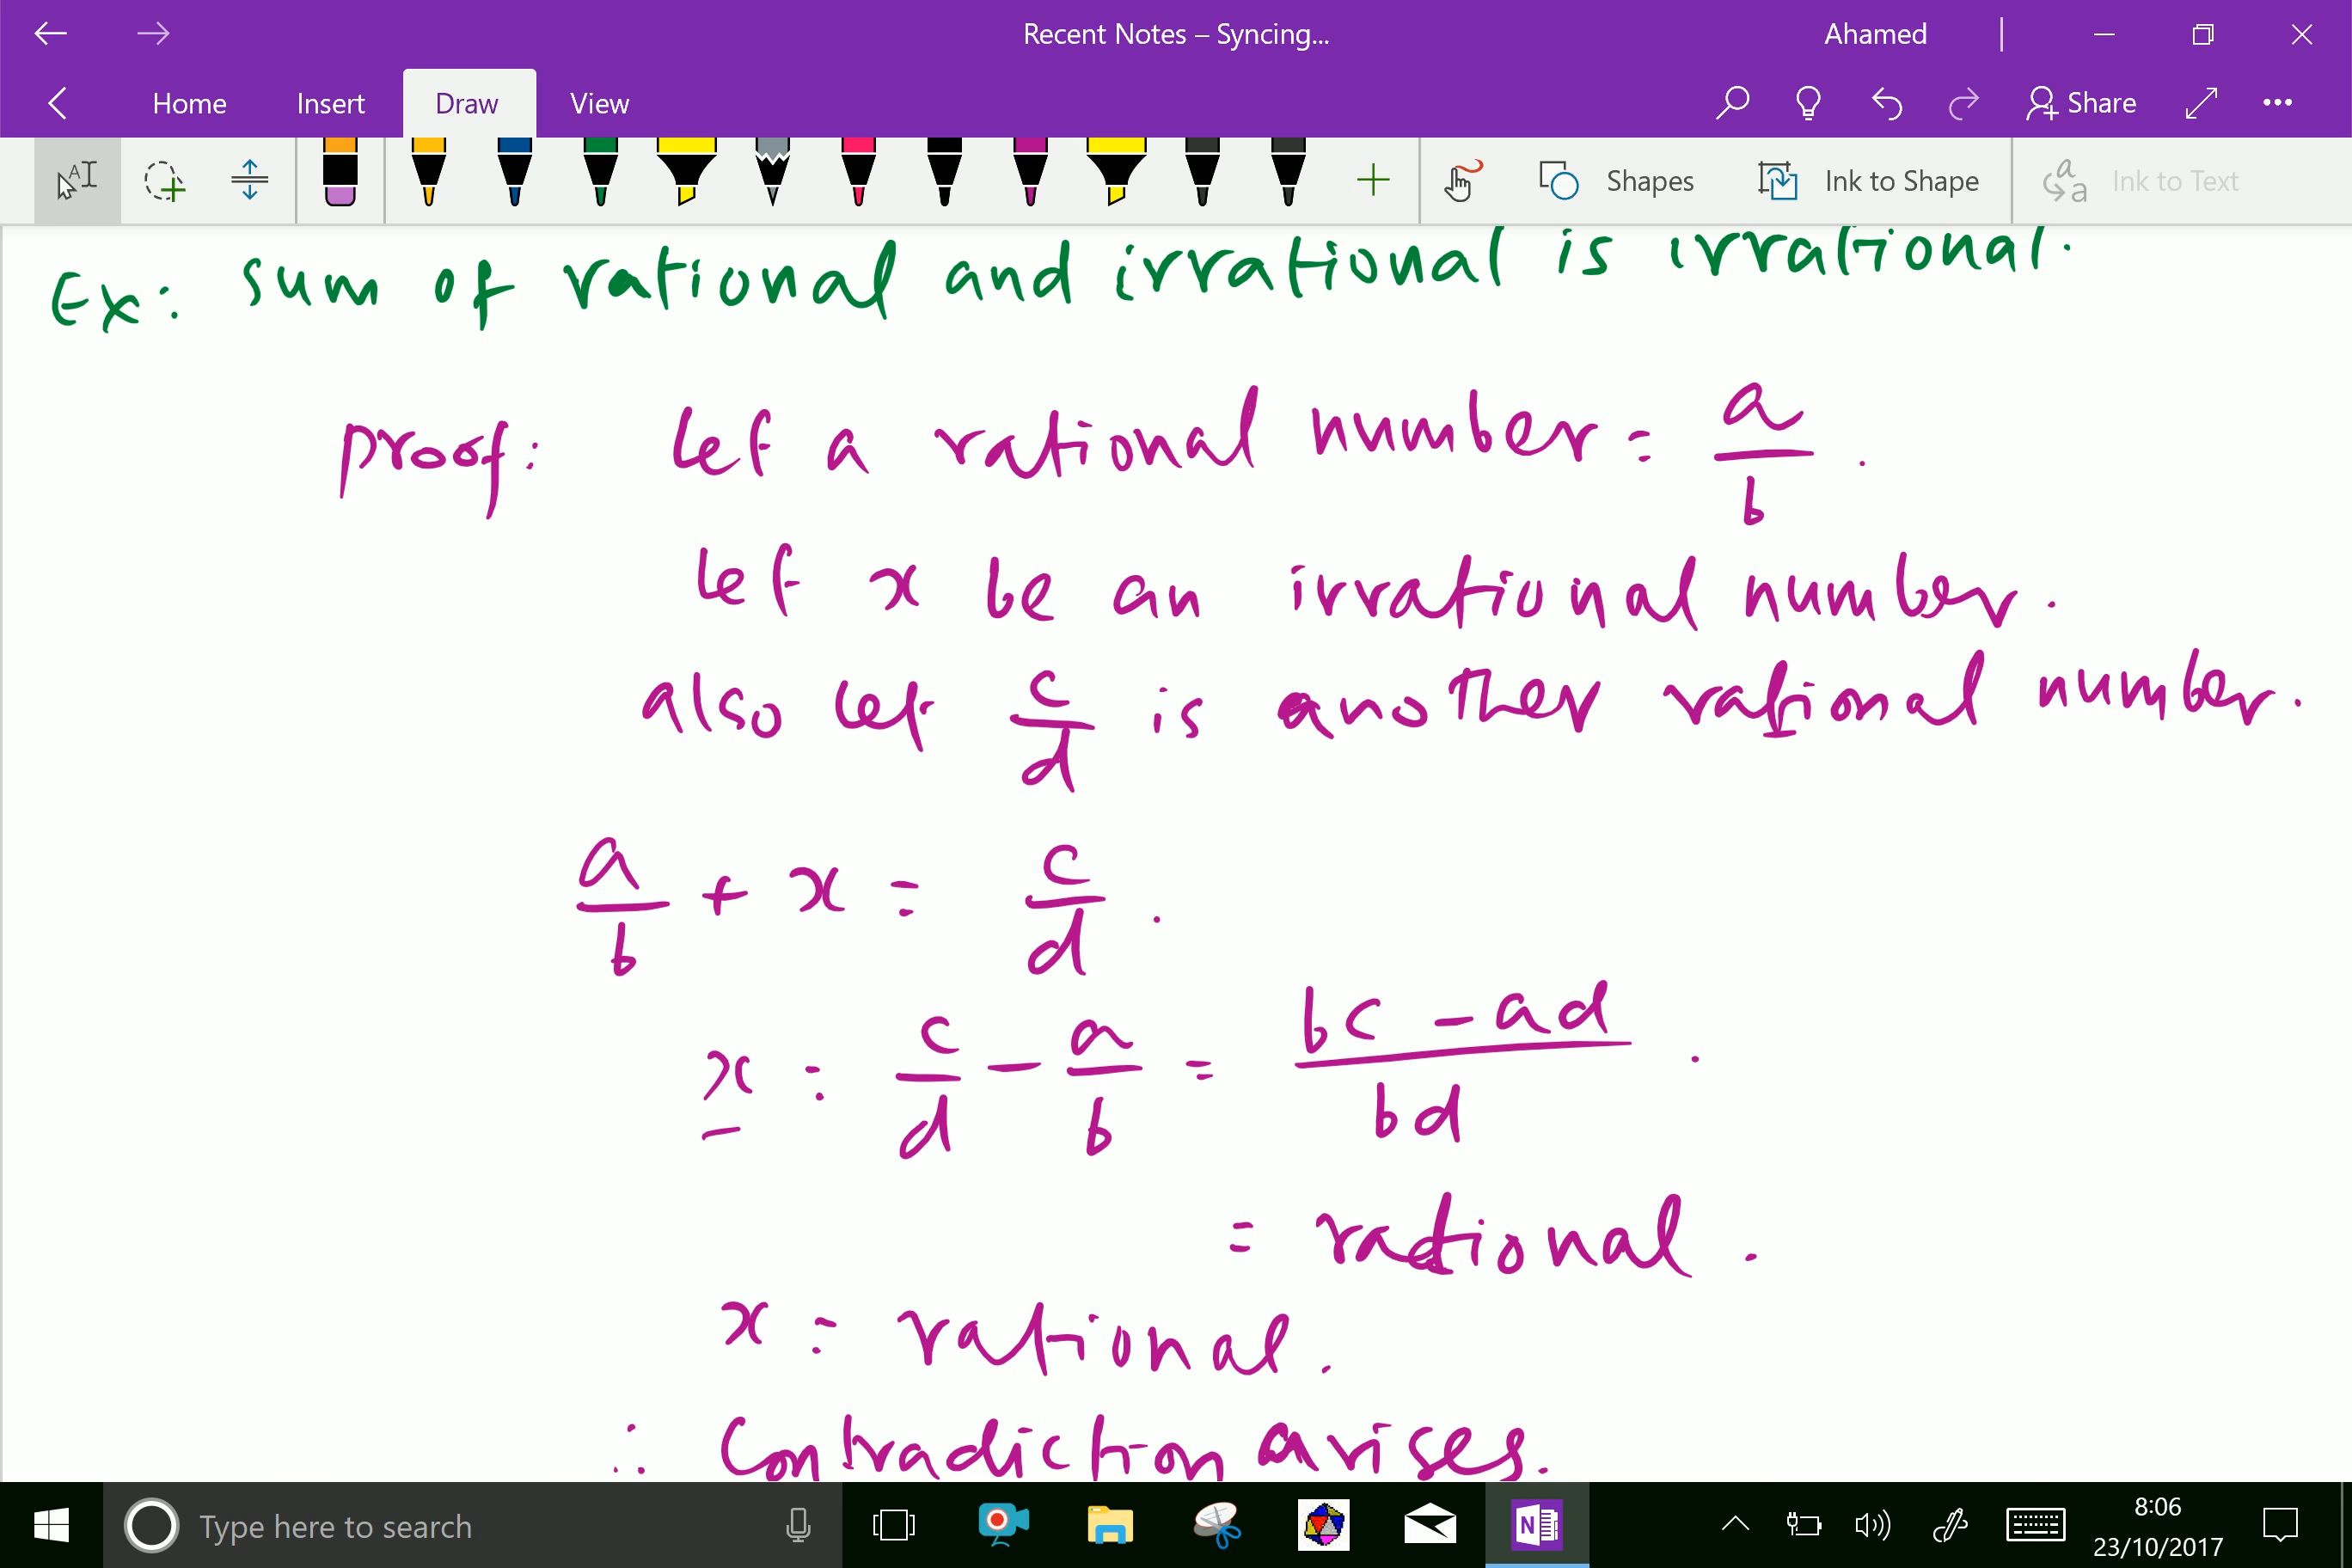 Recent Notes – Syncing...
Ahamed
Home Insert Draw View
Share
Shapes Ink to Shape Ink to Text
Ex: sum of rational and irrational is irrational.
proof: let a rational number = a/b .
let x be an irrational number.
also let c/d is another rational number.
a/b + x = c/d .
x = c/d − a/b = bc − ad / bd .
= rational.
x = rational.
∴ contradiction arises.
Type here to search
8:06
23/10/2017